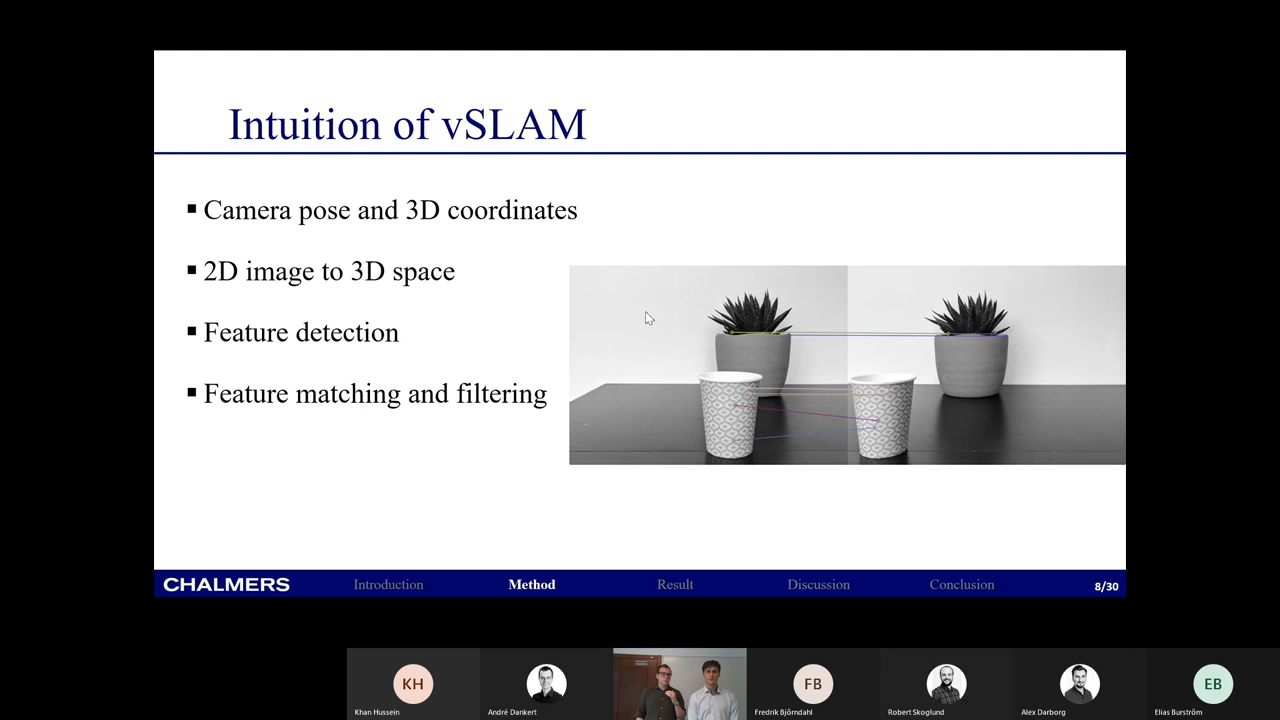 Intuition of vSLAM
▪ Camera pose and 3D coordinates
▪ 2D image to 3D space
▪ Feature detection
▪ Feature matching and filtering
CHALMERS Introduction Method Result Discussion Conclusion 8/30
KH FB EB
Khan Hussein André Dankert Fredrik Björndahl Robert Skoglund Alex Darborg Elias Burström